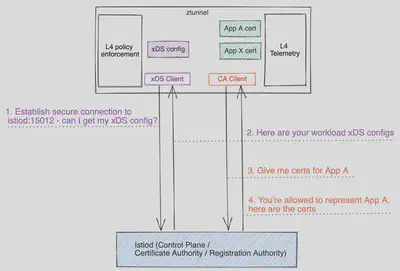 ztunnel
L4 policy
enforcement
xDS config
App A cert
App X cert
L4
Telemetry
xDS Client
CA Client
1. Establish secure connection to
istiod:15012 - can I get my xDS config?
2. Here are your workload xDS configs
3. Give me certs for App A
4. You're allowed to represent App A,
here are the certs
Istiod (Control Plane /
Certificate Authority / Registration Authority)